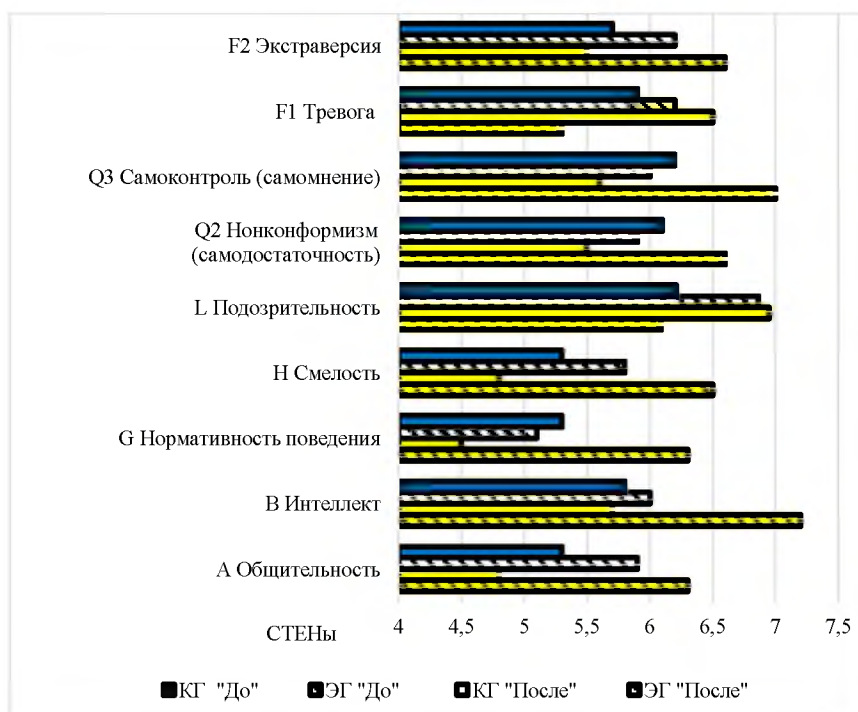 F2 Экстраверсия
F1 Тревога
Q3 Самоконтроль (самомнение)
Q2 Нонконформизм
(самодостаточность)
L Подозрительность
H Смелость
G Нормативность поведения
B Интеллект
A Общительность
СТЕНы
4 4,5 5 5,5 6 6,5 7 7,5
КГ "До" ЭГ "До" КГ "После" ЭГ "После"